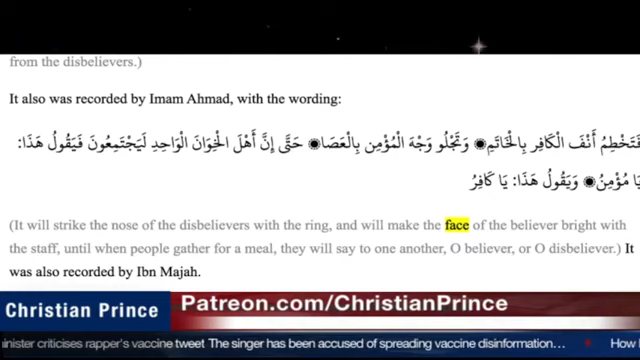 from the disbelievers.)
It also was recorded by Imam Ahmad, with the wording:
فَتَخْطِمُ أَنْفَ الْكَافِرِ بِالْخَاتَمِ وَتَجْلُو وَجْهَ الْمُؤْمِنِ بِالْعَصَا حَتَّى إِنَّ أَهْلَ الْخِوَانِ الْوَاحِدِ لَيَجْتَمِعُونَ فَيَقُولُ هَذَا:
يَا مُؤْمِنُ وَيَقُولُ هَذَا: يَا كَافِرُ
(It will strike the nose of the disbelievers with the ring, and will make the face of the believer bright with
the staff, until when people gather for a meal, they will say to one another, O believer, or O disbeliever.) It
was also recorded by Ibn Majah.
Christian Prince
Patreon.com/ChristianPrince
minister criticises rapper's vaccine tweet The singer has been accused of spreading vaccine disinformation… How